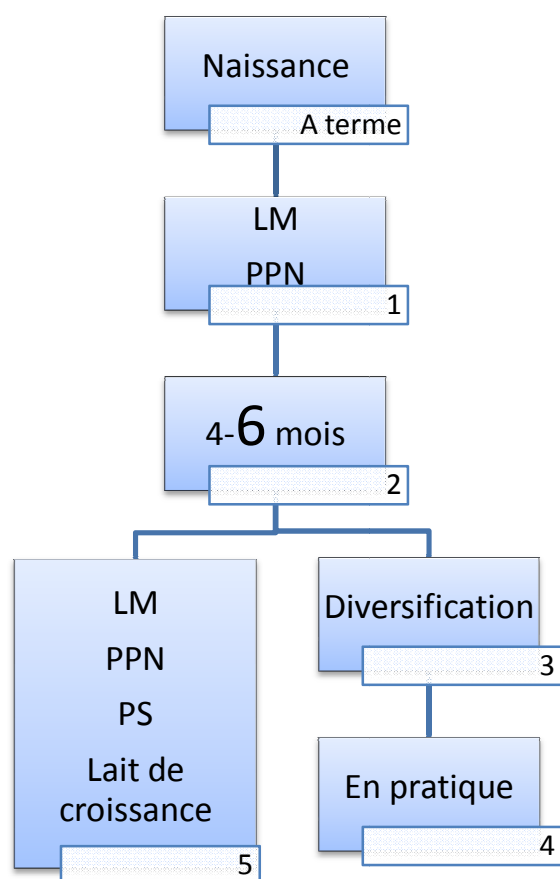 Naissance
A terme
LM
PPN
1
4-6 mois
2
LM
PPN
PS
Lait de
croissance
5
Diversification
3
En pratique
4